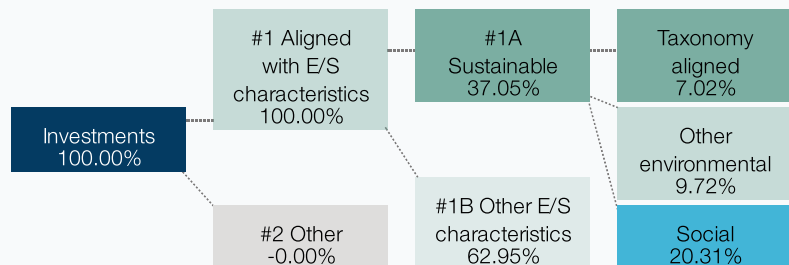 Investments
100.00%
#1 Aligned
with E/S
characteristics
100.00%
#2 Other
-0.00%
#1A
Sustainable
37.05%
#1B Other E/S
characteristics
62.95%
Taxonomy
aligned
7.02%
Other
environmental
9.72%
Social
20.31%